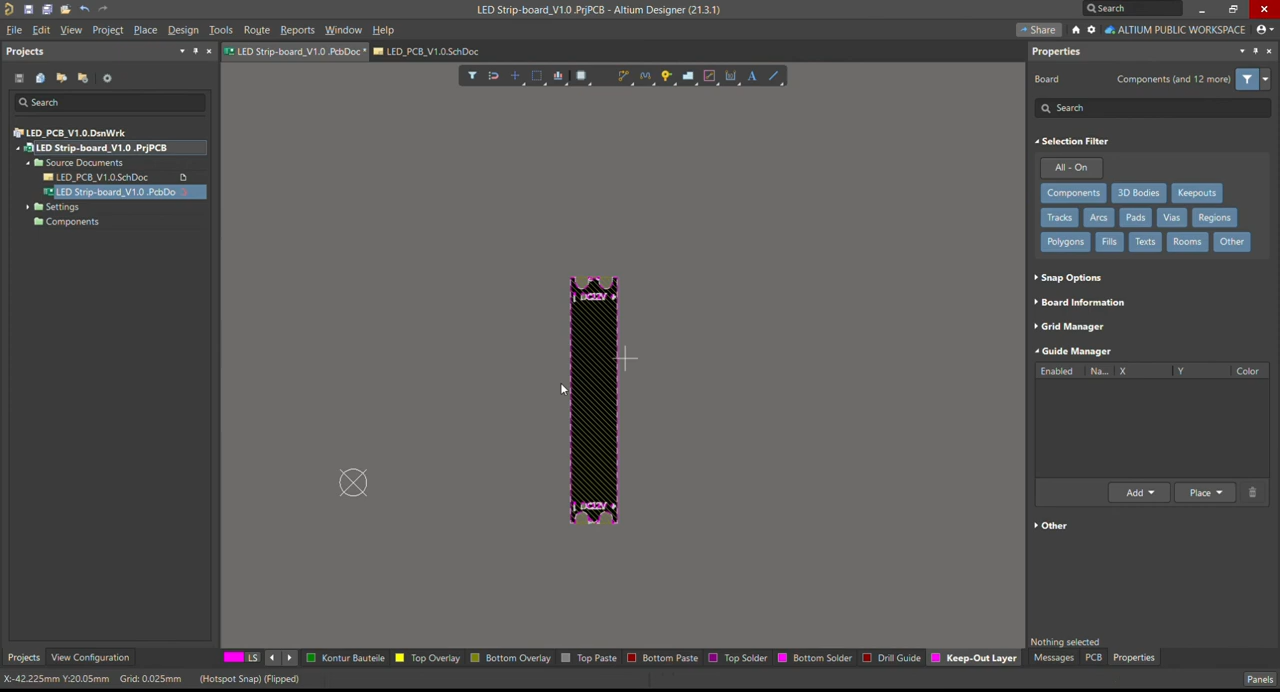 LED Strip-board_V1.0 .PrjPCB - Altium Designer (21.3.1)
Search
File Edit View Project Place Design Tools Route Reports Window Help
Share
ALTIUM PUBLIC WORKSPACE
Projects
LED Strip-board_V1.0 .PcbDoc *
LED_PCB_V1.0.SchDoc
Properties
Board
Components (and 12 more)
Search
Search
LED_PCB_V1.0.DsnWrk
LED Strip-board_V1.0 .PrjPCB
Source Documents
LED_PCB_V1.0.SchDoc
LED Strip-board_V1.0 .PcbDo
Settings
Components
Selection Filter
All - On
Components 3D Bodies Keepouts
Tracks Arcs Pads Vias Regions
Polygons Fills Texts Rooms Other
Snap Options
Board Information
Grid Manager
Guide Manager
Enabled Na... X Y Color
Add Place
Other
DC12V
DC12V
Nothing selected
Projects View Configuration
LS Kontur Bauteile Top Overlay Bottom Overlay Top Paste Bottom Paste Top Solder Bottom Solder Drill Guide Keep-Out Layer
Messages PCB Properties
X:-42.225mm Y:20.05mm Grid: 0.025mm (Hotspot Snap) (Flipped)
Panels